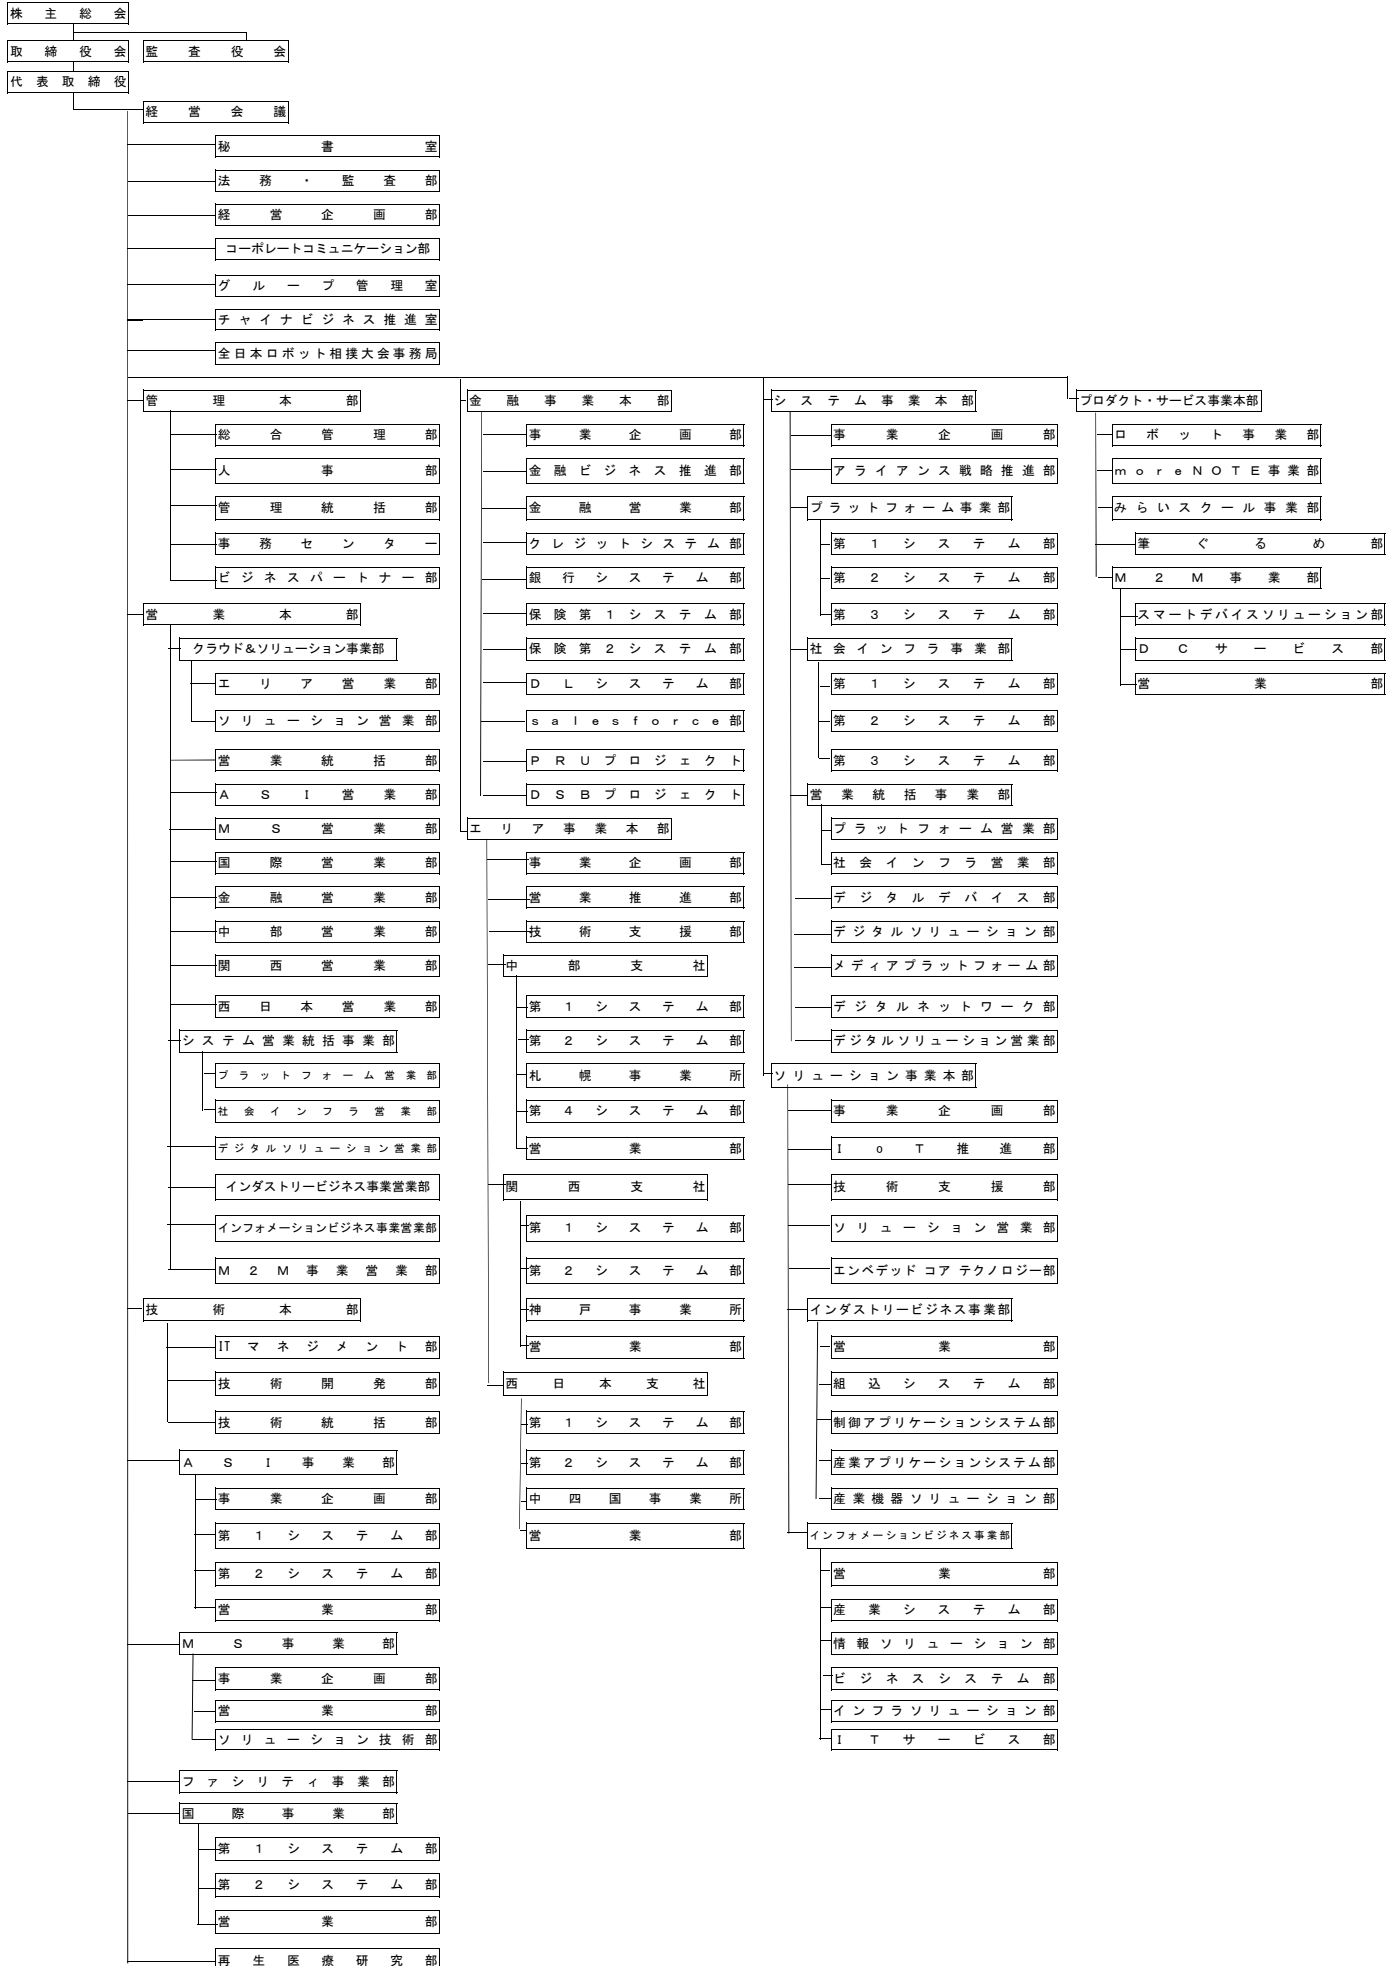 株主総会
取締役会
監査役会
代表取締役
経営会議
秘書室
法務・監査部
経営企画部
コーポレートコミュニケーション部
グループ管理室
チャイナビジネス推進室
全日本ロボット相撲大会事務局
管理本部
総合管理部
人事部
管理統括部
事務センター
ビジネスパートナー部
営業本部
クラウド＆ソリューション事業部
エリア営業部
ソリューション営業部
営業統括部
ＡＳＩ営業部
ＭＳ営業部
国際営業部
金融営業部
中部営業部
関西営業部
西日本営業部
システム営業統括事業部
プラットフォーム営業部
社会インフラ営業部
デジタルソリューション営業部
インダストリービジネス事業営業部
インフォメーションビジネス事業営業部
Ｍ２Ｍ事業営業部
技術本部
ITマネジメント部
技術開発部
技術統括部
ＡＳＩ事業部
事業企画部
第１システム部
第２システム部
営業部
ＭＳ事業部
事業企画部
営業部
ソリューション技術部
ファシリティ事業部
国際事業部
第１システム部
第２システム部
営業部
再生医療研究部
金融事業本部
事業企画部
金融ビジネス推進部
金融営業部
クレジットシステム部
銀行システム部
保険第１システム部
保険第２システム部
ＤＬシステム部
ｓａｌｅｓｆｏｒｃｅ部
ＰＲＵプロジェクト
ＤＳＢプロジェクト
エリア事業本部
事業企画部
営業推進部
技術支援部
中部支社
第１システム部
第２システム部
札幌事業所
第４システム部
営業部
関西支社
第１システム部
第２システム部
神戸事業所
営業部
西日本支社
第１システム部
第２システム部
中四国事業所
営業部
システム事業本部
事業企画部
アライアンス戦略推進部
プラットフォーム事業部
第１システム部
第２システム部
第３システム部
社会インフラ事業部
第１システム部
第２システム部
第３システム部
営業統括事業部
プラットフォーム営業部
社会インフラ営業部
デジタルデバイス部
デジタルソリューション部
メディアプラットフォーム部
デジタルネットワーク部
デジタルソリューション営業部
ソリューション事業本部
事業企画部
ＩｏＴ推進部
技術支援部
ソリューション営業部
エンベデッド コア テクノロジー部
インダストリービジネス事業部
営業部
組込システム部
制御アプリケーションシステム部
産業アプリケーションシステム部
産業機器ソリューション部
インフォメーションビジネス事業部
営業部
産業システム部
情報ソリューション部
ビジネスシステム部
インフラソリューション部
ＩＴサービス部
プロダクト・サービス事業本部
ロボット事業部
ｍｏｒｅＮＯＴＥ事業部
みらいスクール事業部
筆ぐるめ部
Ｍ２Ｍ事業部
スマートデバイスソリューション部
ＤＣサービス部
営業部